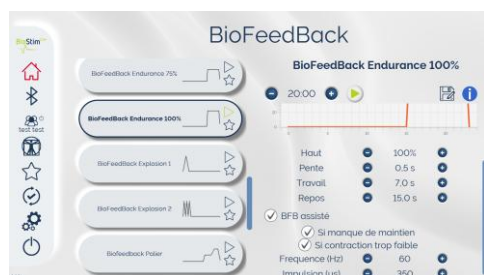 BioFeedBack
BioStim
test test
BioFeedBack Endurance 75%
BioFeedBack Endurance 100%
BioFeedBack Explosion 1
BioFeedBack Explosion 2
Biofeedback Palier
BioFeedBack Endurance 100%
20:00
Haut 100%
Pente 0,5 s
Travail 7,0 s
Repos 15,0 s
BFB assisté
Si manque de maintien
Si contraction trop faible
Frequence (Hz) 60
Impulsion (µs) 350